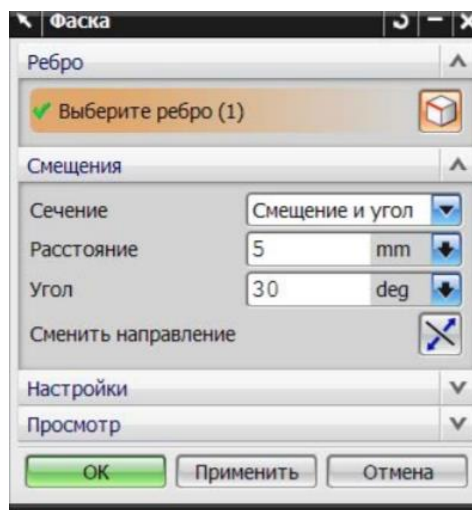 Фаска
Ребро
Выберите ребро (1)
Смещения
Сечение Смещение и угол
Расстояние 5 mm
Угол 30 deg
Сменить направление
Настройки
Просмотр
ОК Применить Отмена